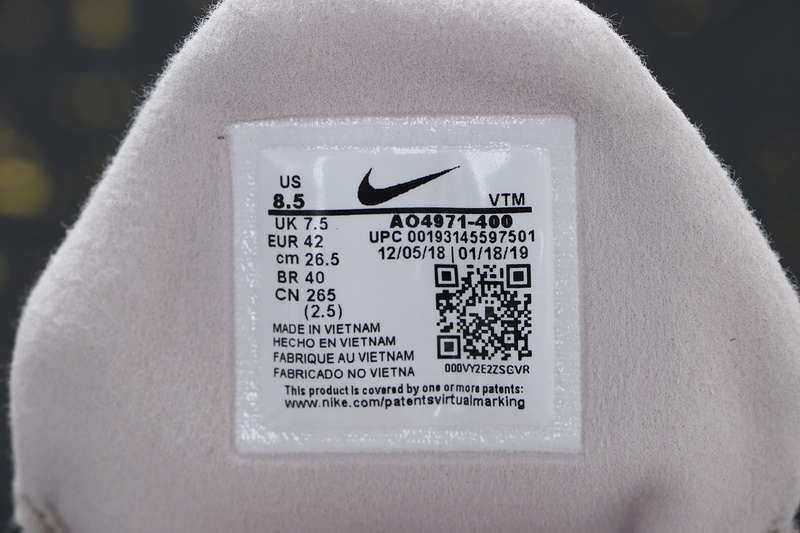 US
8.5
VTM
UK 7.5
AO4971-400
EUR 42
UPC 00193145597501
cm 26.5
12/05/18 | 01/18/19
BR 40
CN 265
(2.5)
MADE IN VIETNAM
HECHO EN VIETNAM
FABRIQUE AU VIETNAM
FABRICADO NO VIETNA
000VY2E2ZSGVR
This product is covered by one or more patents:
www.nike.com/patentsvirtualmarking